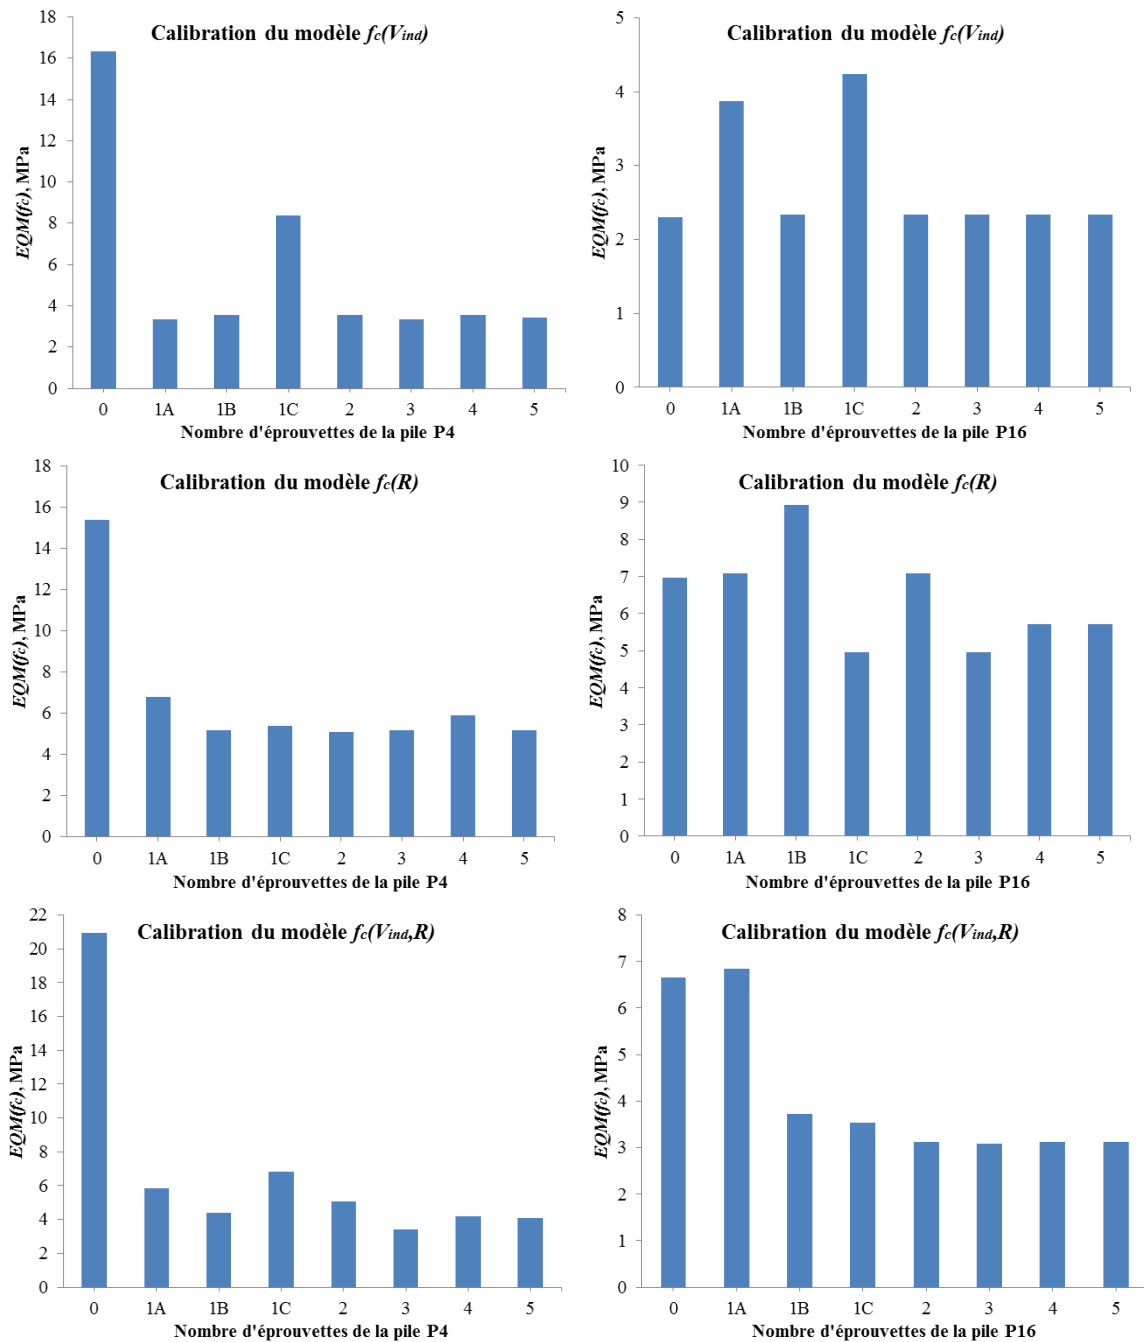 Calibration du modèle fc(Vind)
EQM(fc), MPa
18
16
14
12
10
8
6
4
2
0
0 1A 1B 1C 2 3 4 5
Nombre d'éprouvettes de la pile P4
Calibration du modèle fc(Vind)
EQM(fc), MPa
5
4
3
2
1
0
0 1A 1B 1C 2 3 4 5
Nombre d'éprouvettes de la pile P16
Calibration du modèle fc(R)
EQM(fc), MPa
18
16
14
12
10
8
6
4
2
0
0 1A 1B 1C 2 3 4 5
Nombre d'éprouvettes de la pile P4
Calibration du modèle fc(R)
EQM(fc), MPa
10
9
8
7
6
5
4
3
2
1
0
0 1A 1B 1C 2 3 4 5
Nombre d'éprouvettes de la pile P16
Calibration du modèle fc(Vind,R)
EQM(fc), MPa
22
20
18
16
14
12
10
8
6
4
2
0
0 1A 1B 1C 2 3 4 5
Nombre d'éprouvettes de la pile P4
Calibration du modèle fc(Vind,R)
EQM(fc), MPa
8
7
6
5
4
3
2
1
0
0 1A 1B 1C 2 3 4 5
Nombre d'éprouvettes de la pile P16